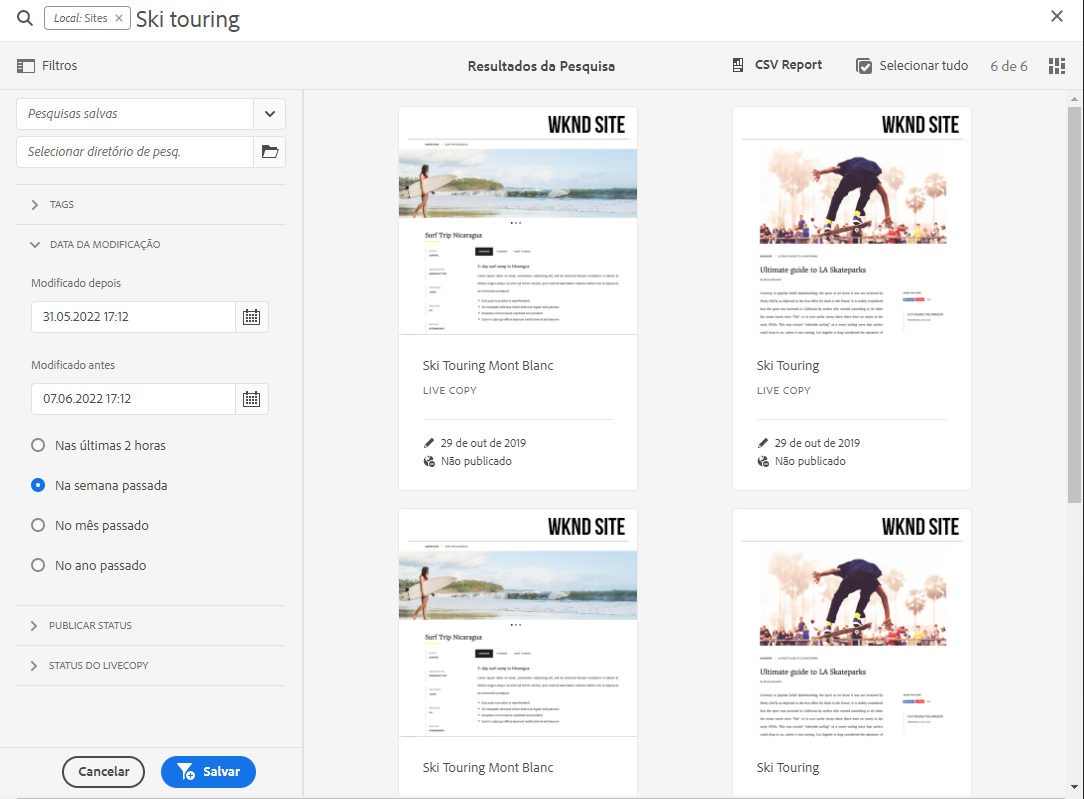 Local: Sites × Ski touring
Filtros
Resultados da Pesquisa
CSV Report
Selecionar tudo
6 de 6
Pesquisas salvas
Selecionar diretório de pesq.
TAGS
DATA DA MODIFICAÇÃO
Modificado depois
31.05.2022 17:12
Modificado antes
07.06.2022 17:12
Nas últimas 2 horas
Na semana passada
No mês passado
No ano passado
PUBLICAR STATUS
STATUS DO LIVECOPY
Cancelar
Salvar
WKND SITE
Surf Trip Nicaragua
Ski Touring Mont Blanc
LIVE COPY
29 de out de 2019
Não publicado
WKND SITE
Ultimate guide to LA Skateparks
Ski Touring
LIVE COPY
29 de out de 2019
Não publicado
WKND SITE
Surf Trip Nicaragua
Ski Touring Mont Blanc
WKND SITE
Ultimate guide to LA Skateparks
Ski Touring